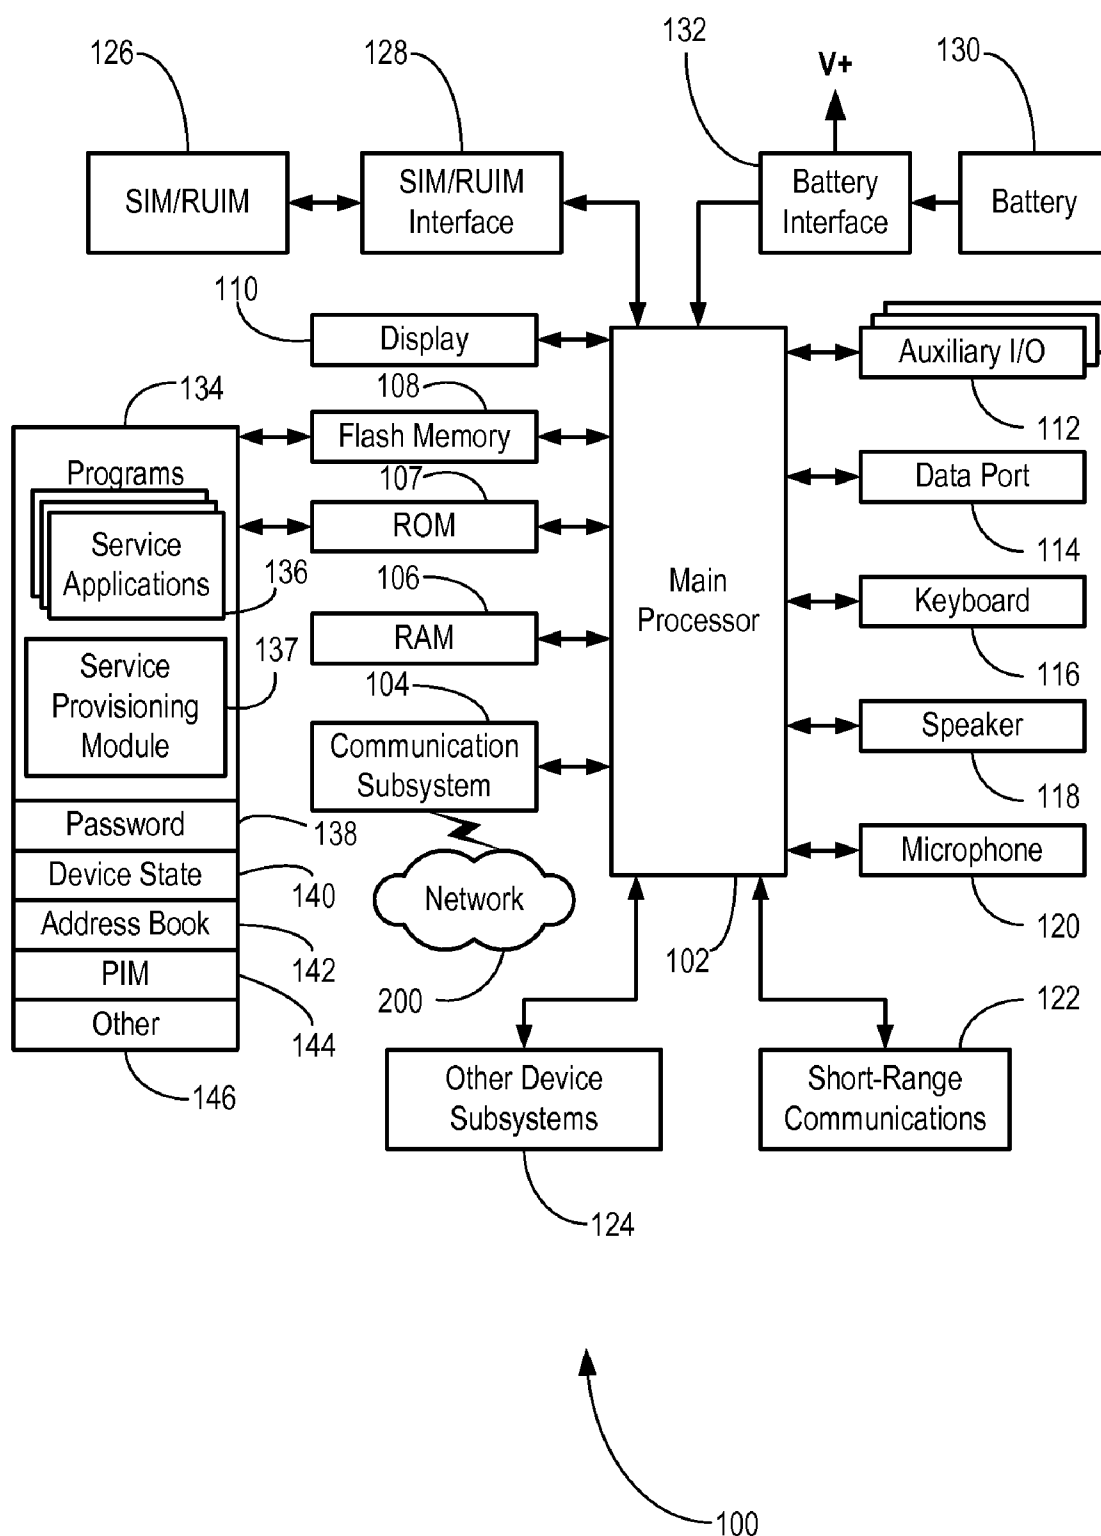 126
128
132
V+
130
SIM/RUIM
SIM/RUIM
Interface
Battery
Interface
Battery
110
Display
Auxiliary I/O
134
108
112
Flash Memory
Programs
107
Data Port
ROM
114
Service
Applications
136
106
Main
Processor
Keyboard
RAM
137
116
Service
Provisioning
Module
104
Communication
Subsystem
Speaker
118
Password
138
Microphone
Device State
140
Network
120
Address Book
142
102
PIM
200
122
Other
144
146
Other Device
Subsystems
Short-Range
Communications
124
100